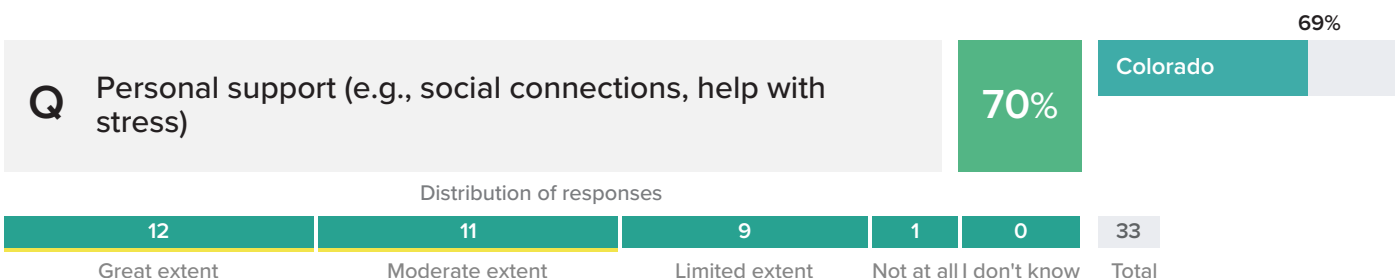 69%
Q Personal support (e.g., social connections, help with
stress)
70%
Colorado
Distribution of responses
12 11 9 1 0 33
Great extent Moderate extent Limited extent Not at all I don't know Total